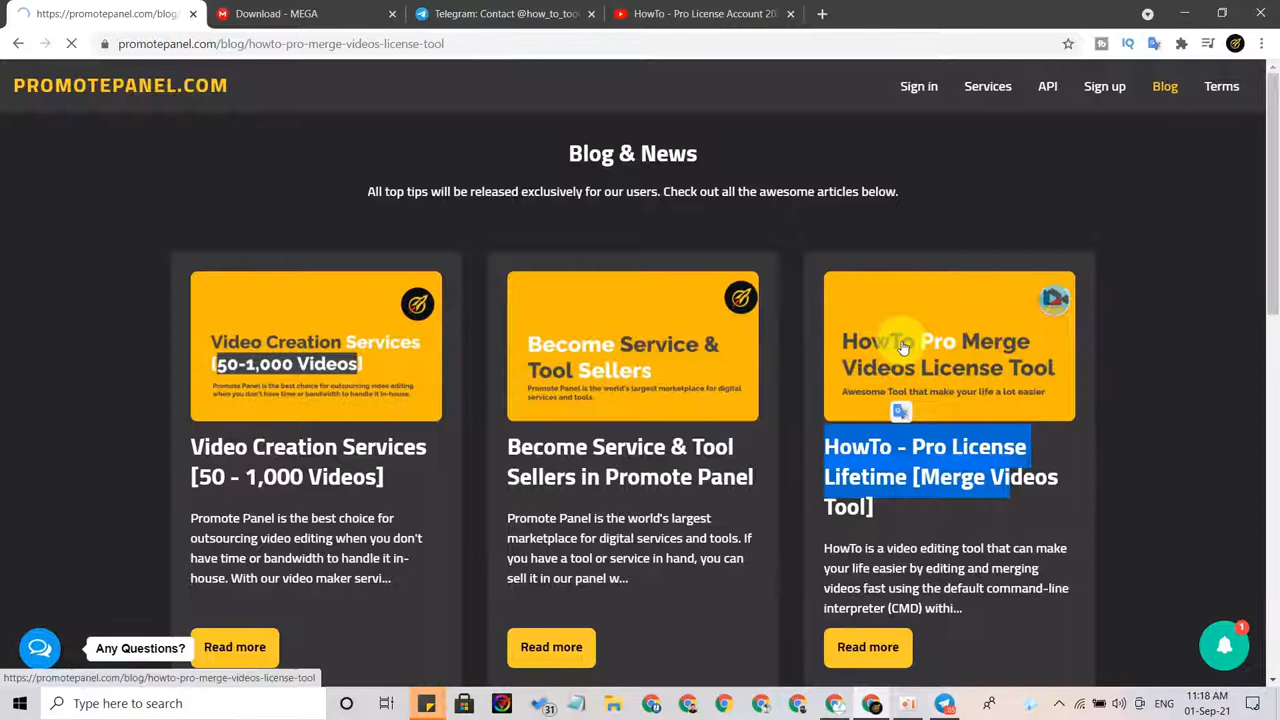 https://promotepanel.com/blog/
Download - MEGA
Telegram: Contact @how_to_too
HowTo - Pro License Account 20
promotepanel.com/blog/howto-pro-merge-videos-license-tool
PROMOTEPANEL.COM
Sign in
Services
API
Sign up
Blog
Terms
Blog & News
All top tips will be released exclusively for our users. Check out all the awesome articles below.
Video Creation Services
[50-1,000 Videos]
Promote Panel is the best choice for outsourcing video editing
when you don't have time or bandwidth to handle it in-house.
Video Creation Services
[50 - 1,000 Videos]
Promote Panel is the best choice for
outsourcing video editing when you don't
have time or bandwidth to handle it in-
house. With our video maker servi...
Read more
Become Service &
Tool Sellers
Promote Panel is the world's largest marketplace for digital
services and tools.
Become Service & Tool
Sellers in Promote Panel
Promote Panel is the world's largest
marketplace for digital services and tools. If
you have a tool or service in hand, you can
sell it in our panel w...
Read more
HowTo Pro Merge
Videos License Tool
Awesome Tool that make your life a lot easier
HowTo - Pro License
Lifetime [Merge Videos
Tool]
HowTo is a video editing tool that can make
your life easier by editing and merging
videos fast using the default command-line
interpreter (CMD) withi...
Read more
Any Questions?
1
https://promotepanel.com/blog/howto-pro-merge-videos-license-tool
Type here to search
31
ENG
11:18 AM
01-Sep-21